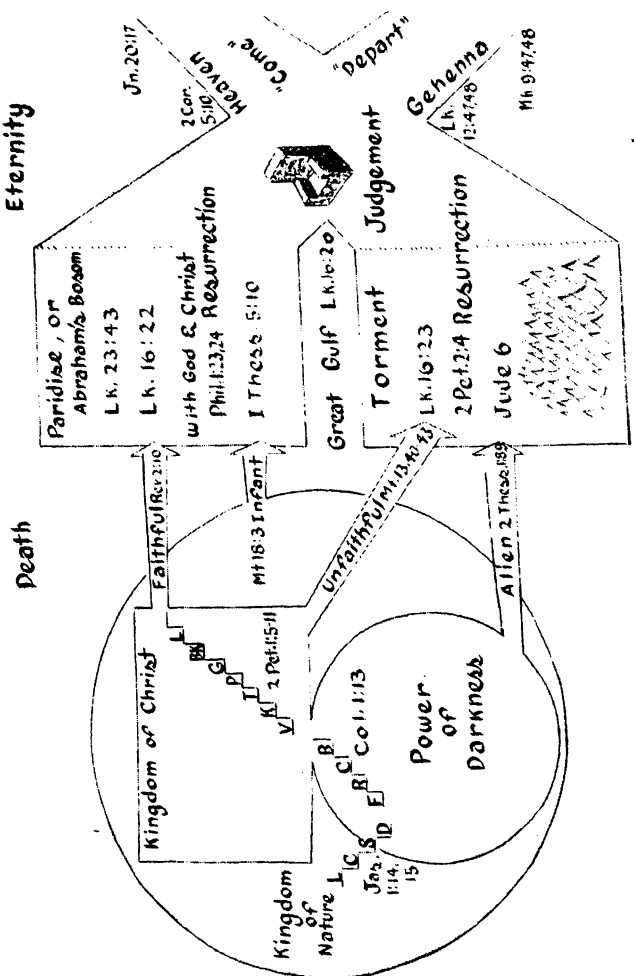 Death
Eternity
Kingdom of Christ
L
BK
G
P
T
K
V
2 Pet. 1:5-11
B
C
R
F
Col. 1:13
Power
of
Darkness
Kingdom
of
Nature
L
C
S
D
Jas.
1:14,
15
Faithful Rev 2:10
Mt 18:3 Infant
Unfaithful Mt. 13:40-43
Alien 2 Thess. 1:8,9
Paridise, or
Abraham's Bosom
Lk. 23:43
Lk. 16:22
with God & Christ
Phil. 1:23,24 Resurrection
I Thess 5:10
Great Gulf Lk. 16:20
Torment
Lk. 16:23
2 Pet. 2:4 Resurrection
Jude 6
Judgement
Jn. 20:17
2 Cor.
5:10
Heaven
"Come"
"Depart"
Gehenna
Lk.
12:47,48
Mk. 9:47,48